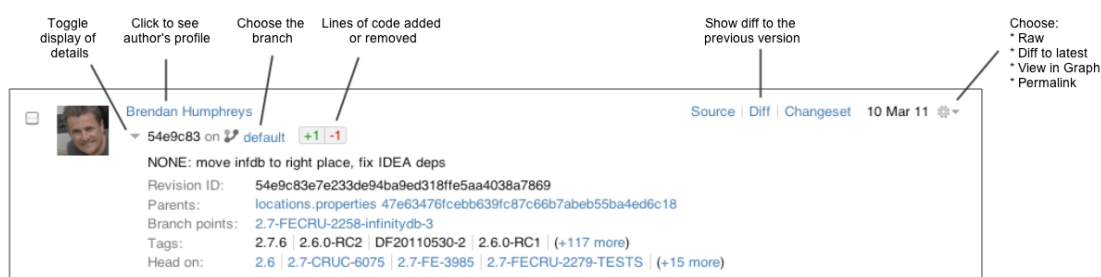 Toggle display of details
Click to see author's profile
Choose the branch
Lines of code added or removed
Show diff to the previous version
Choose:
* Raw
* Diff to latest
* View in Graph
* Permalink
Brendan Humphreys
Source | Diff | Changeset 10 Mar 11
54e9c83 on default +1 -1
NONE: move infdb to right place, fix IDEA deps
Revision ID: 54e9c83e7e233de94ba9ed318ffe5aa4038a7869
Parents: locations.properties 47e63476fcebb639fc87c66b7abeb55ba4ed6c18
Branch points: 2.7-FECRU-2258-infinitydb-3
Tags: 2.7.6 | 2.6.0-RC2 | DF20110530-2 | 2.6.0-RC1 | (+117 more)
Head on: 2.6 | 2.7-CRUC-6075 | 2.7-FE-3985 | 2.7-FECRU-2279-TESTS | (+15 more)